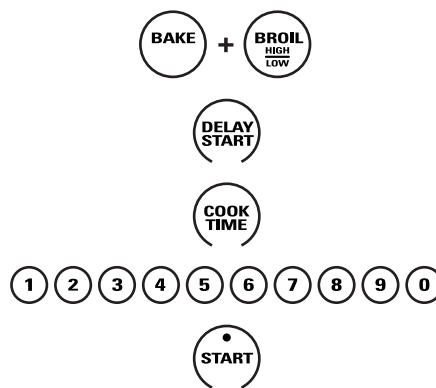 BAKE + BROIL
HIGH
LOW
DELAY
START
COOK
TIME
1 2 3 4 5 6 7 8 9 0
START